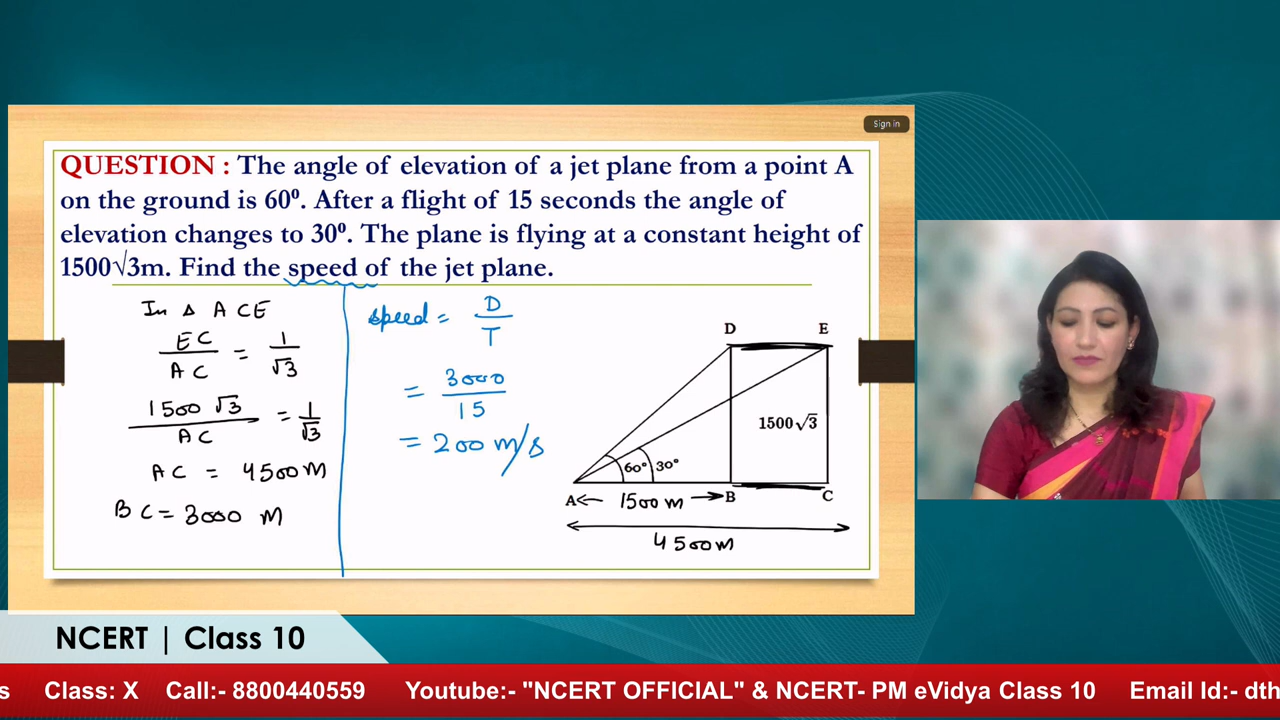 Sign in
QUESTION : The angle of elevation of a jet plane from a point A
on the ground is 60⁰. After a flight of 15 seconds the angle of
elevation changes to 30⁰. The plane is flying at a constant height of
1500√3m. Find the speed of the jet plane.
In Δ ACE
EC/AC = 1/√3
1500√3/AC = 1/√3
AC = 4500m
BC = 3000 m
speed = D/T
= 3000/15
= 200 m/s
D E
1500√3
60° 30°
A ← 1500 m → B C
4500m
NCERT | Class 10
s Class: X Call:- 8800440559 Youtube:- "NCERT OFFICIAL" & NCERT- PM eVidya Class 10 Email Id:- dth